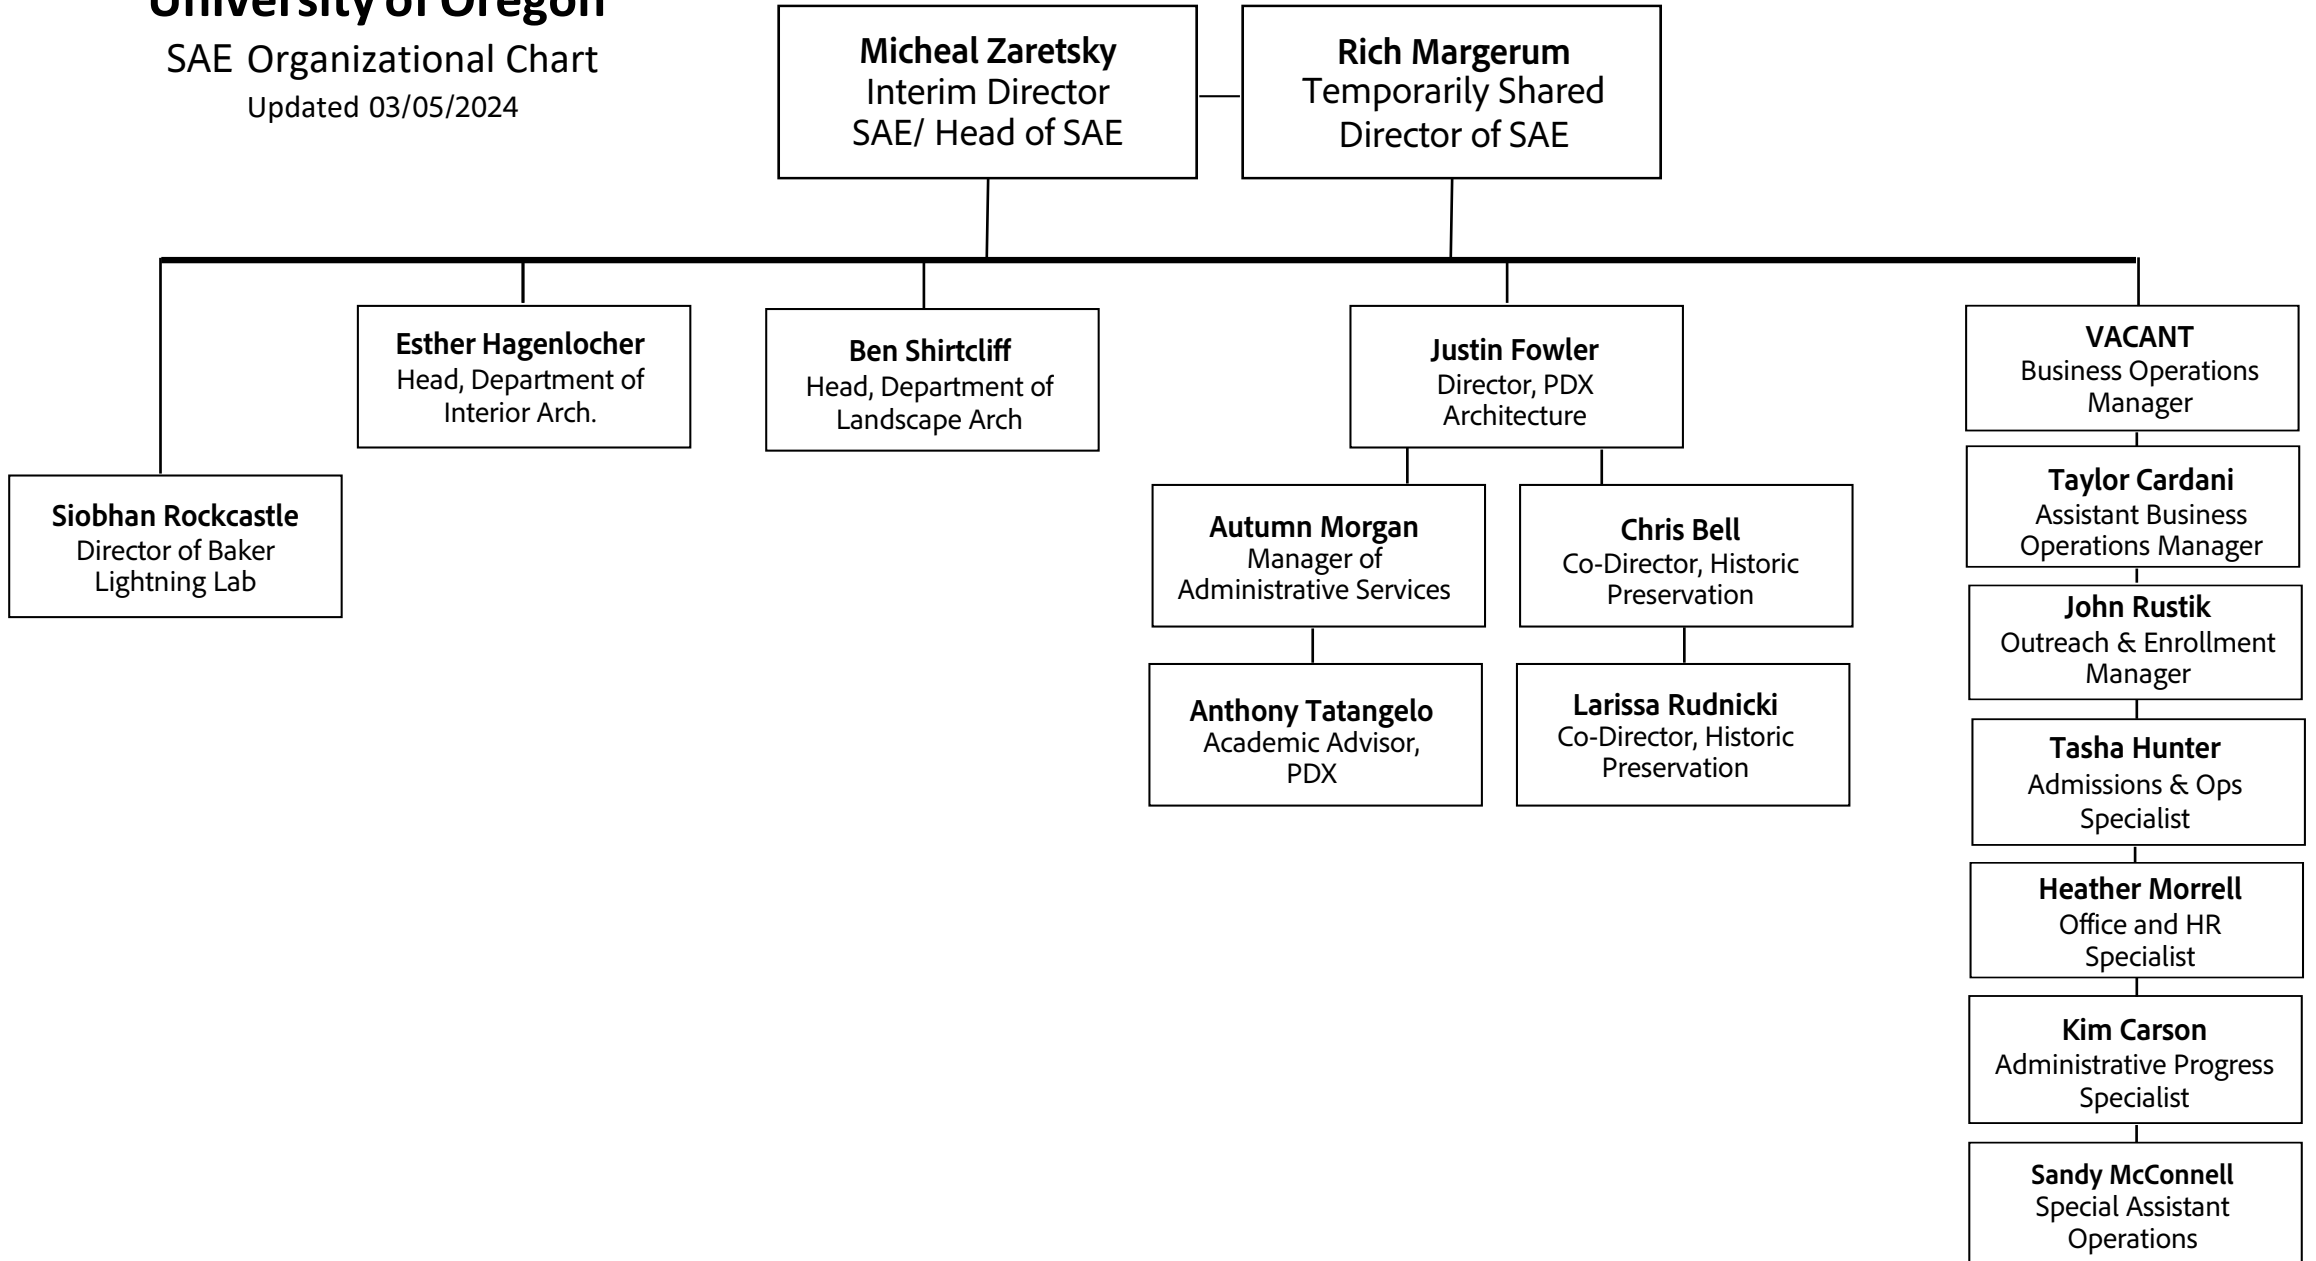 University of Oregon
SAE Organizational Chart
Updated 03/05/2024
Micheal Zaretsky
Interim Director
SAE/ Head of SAE
Rich Margerum
Temporarily Shared
Director of SAE
Esther Hagenlocher
Head, Department of
Interior Arch.
Ben Shirtcliff
Head, Department of
Landscape Arch
Justin Fowler
Director, PDX
Architecture
VACANT
Business Operations
Manager
Siobhan Rockcastle
Director of Baker
Lightning Lab
Autumn Morgan
Manager of
Administrative Services
Chris Bell
Co-Director, Historic
Preservation
Taylor Cardani
Assistant Business
Operations Manager
John Rustik
Outreach & Enrollment
Manager
Anthony Tatangelo
Academic Advisor,
PDX
Larissa Rudnicki
Co-Director, Historic
Preservation
Tasha Hunter
Admissions & Ops
Specialist
Heather Morrell
Office and HR
Specialist
Kim Carson
Administrative Progress
Specialist
Sandy McConnell
Special Assistant
Operations